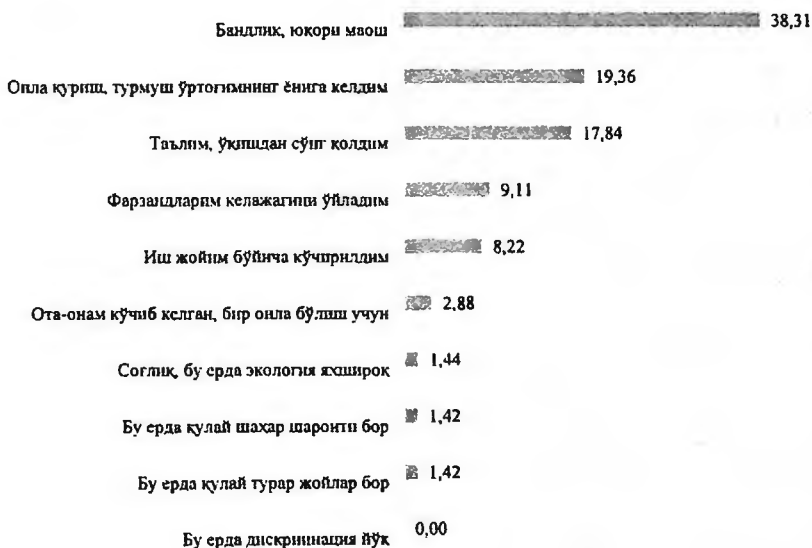 Бандлик, юқори маош 38,31
Оила қуриш, турмуш ўртоғимнинг ёнига келдим 19,36
Таълим, ўқишдан сўнг қолдим 17,84
Фарзандларим келажагини ўйладим 9,11
Иш жойим бўйича кўчирилдим 8,22
Ота-онам кўчиб келган, бир оила бўлиш учун 2,88
Соғлиқ, бу ерда экология яхшироқ 1,44
Бу ерда қулай шаҳар шароити бор 1,42
Бу ерда қулай турар жойлар бор 1,42
Бу ерда дискриинация йўқ 0,00